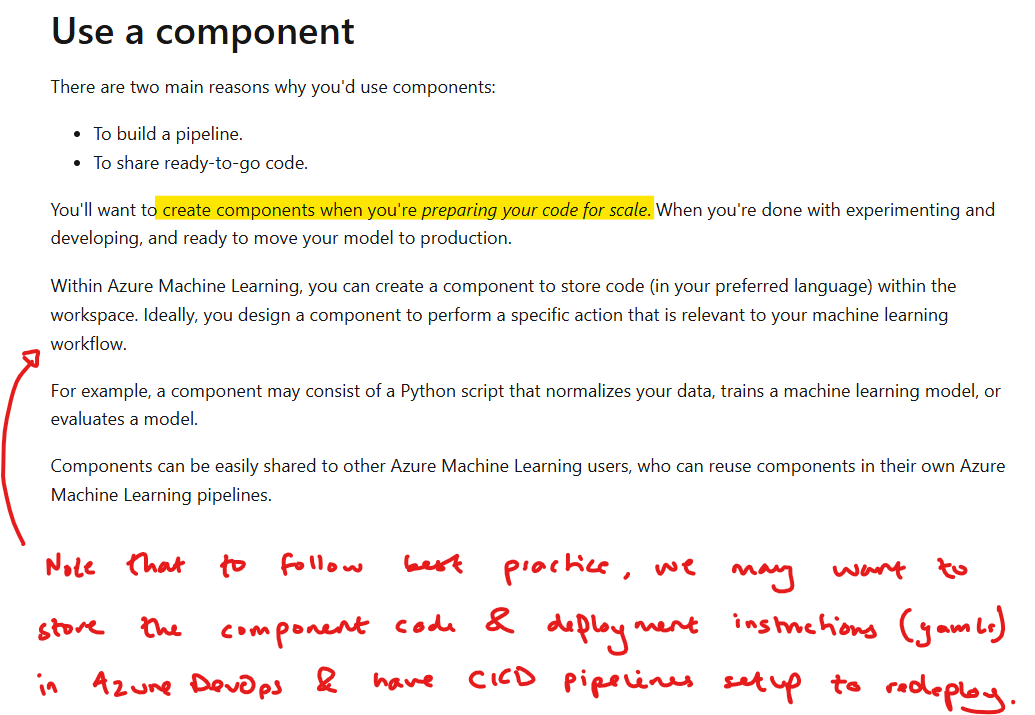 Use a component
There are two main reasons why you'd use components:
• To build a pipeline.
• To share ready-to-go code.
You'll want to create components when you're preparing your code for scale. When you're done with experimenting and
developing, and ready to move your model to production.
Within Azure Machine Learning, you can create a component to store code (in your preferred language) within the
workspace. Ideally, you design a component to perform a specific action that is relevant to your machine learning
workflow.
For example, a component may consist of a Python script that normalizes your data, trains a machine learning model, or
evaluates a model.
Components can be easily shared to other Azure Machine Learning users, who can reuse components in their own Azure
Machine Learning pipelines.
Note that to follow best practice, we may want to
store the component code & deployment instructions (yamls)
in Azure DevOps & have CICD pipelines setup to redeploy.